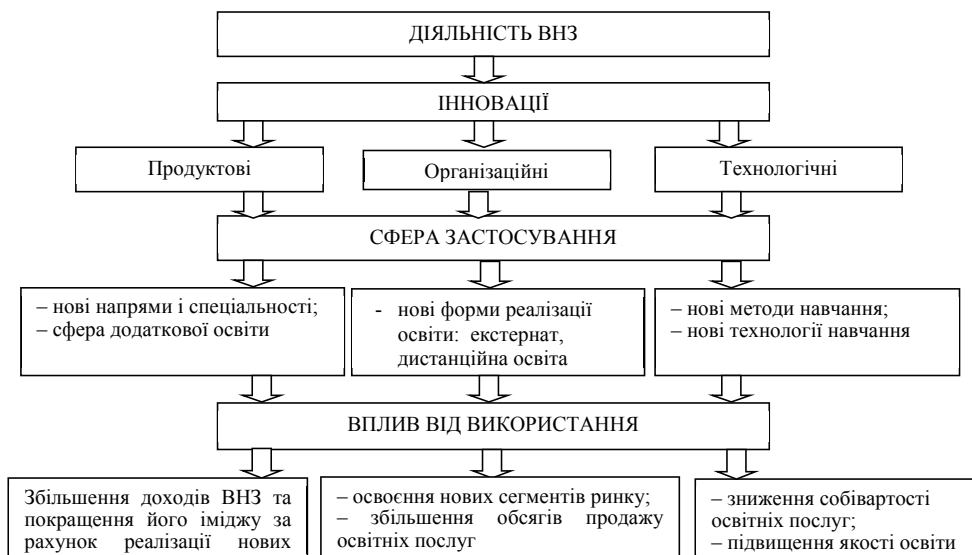 ДІЯЛЬНІСТЬ ВНЗ
ІННОВАЦІЇ
Продуктові
Організаційні
Технологічні
СФЕРА ЗАСТОСУВАННЯ
– нові напрями і спеціальності;
– сфера додаткової освіти
- нові форми реалізації
освіти: екстернат,
дистанційна освіта
– нові методи навчання;
– нові технології навчання
ВПЛИВ ВІД ВИКОРИСТАННЯ
Збільшення доходів ВНЗ та
покращення його іміджу за
рахунок реалізації нових
– освоєння нових сегментів ринку;
– збільшення обсягів продажу
освітніх послуг
– зниження собівартості
освітніх послуг;
– підвищення якості освіти